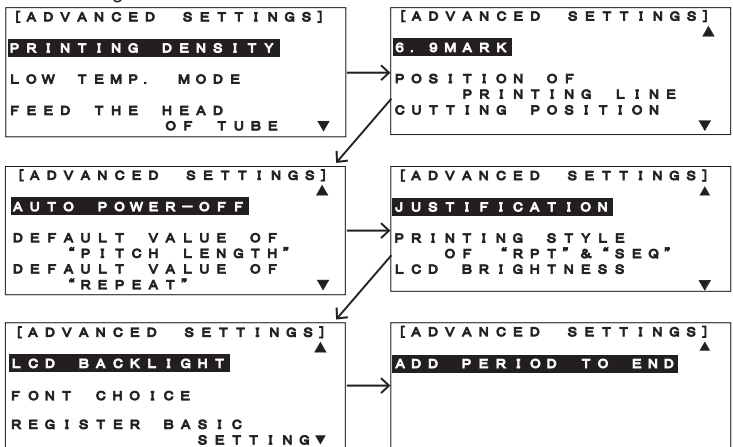 [ADVANCED SETTINGS]
PRINTING DENSITY
LOW TEMP. MODE
FEED THE HEAD
OF TUBE ▼
[ADVANCED SETTINGS]
▲
6. 9MARK
POSITION OF
PRINTING LINE
CUTTING POSITION
▼
[ADVANCED SETTINGS]
▲
AUTO POWER-OFF
DEFAULT VALUE OF
"PITCH LENGTH"
DEFAULT VALUE OF
"REPEAT" ▼
[ADVANCED SETTINGS]
▲
JUSTIFICATION
PRINTING STYLE
OF "RPT"&"SEQ"
LCD BRIGHTNESS
▼
[ADVANCED SETTINGS]
▲
LCD BACKLIGHT
FONT CHOICE
REGISTER BASIC
SETTING▼
[ADVANCED SETTINGS]
▲
ADD PERIOD TO END